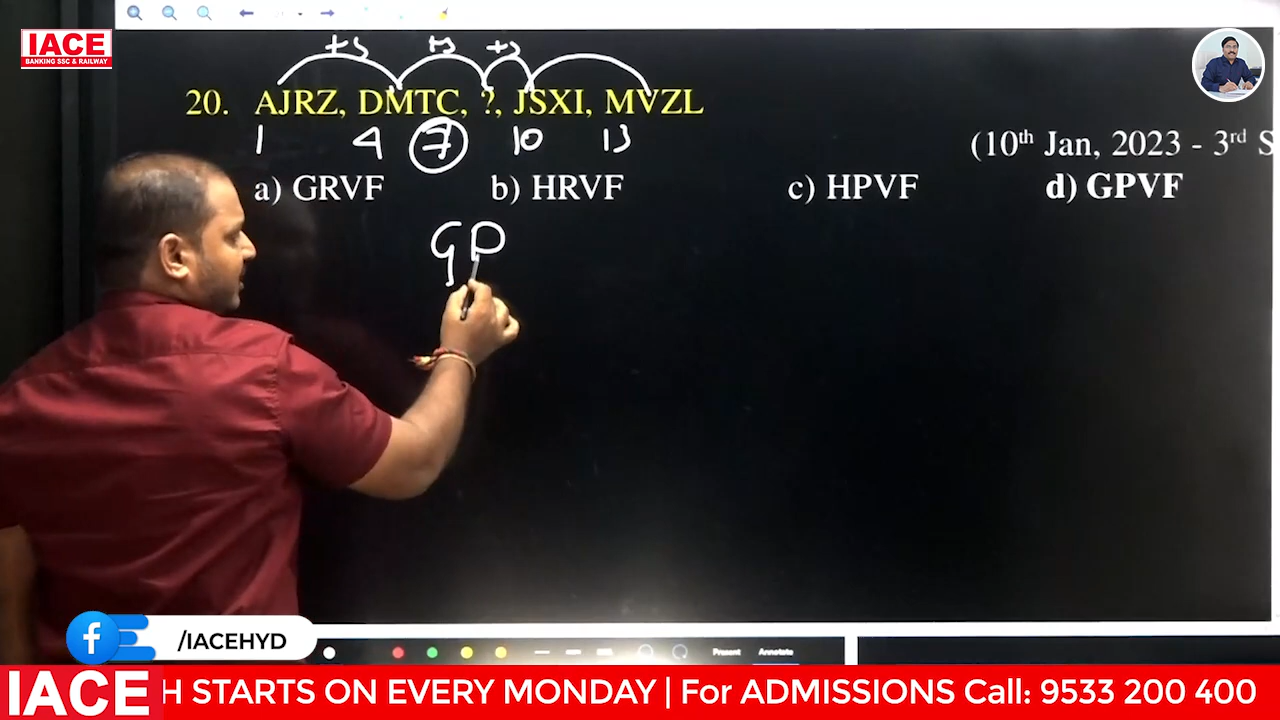 IACE
BANKING SSC & RAILWAY
+3 +3 +3
20. AJRZ, DMTC, ?, JSXI, MVZL
1 4 7 10 13
(10th Jan, 2023 - 3rd S
a) GRVF b) HRVF c) HPVF d) GPVF
GP
/IACEHYD
Present Annotate
IACE H STARTS ON EVERY MONDAY | For ADMISSIONS Call: 9533 200 400